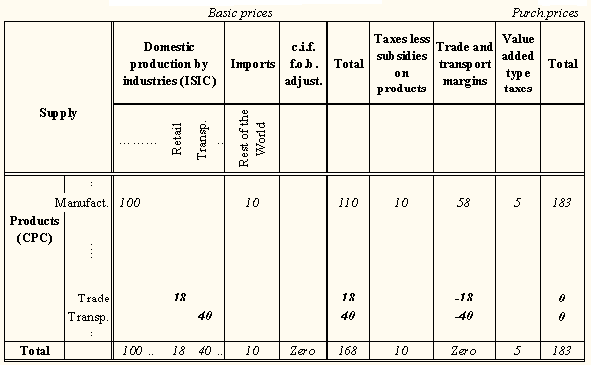 Basic prices Purch.prices
Supply
Domestic production by industries (ISIC)
Imports
c.i.f. f.o.b. adjust.
Total
Taxes less subsidies on products
Trade and transport margins
Value added type taxes
Total
......... Retail Transp. .. Rest of the World
:
Manufact. 100 10 110 10 58 5 183
Products (CPC)
......
Trade 18 18 -18 0
Transp. 40 40 -40 0
:
Total 100 .. 18 40 .. 10 Zero 168 10 Zero 5 183